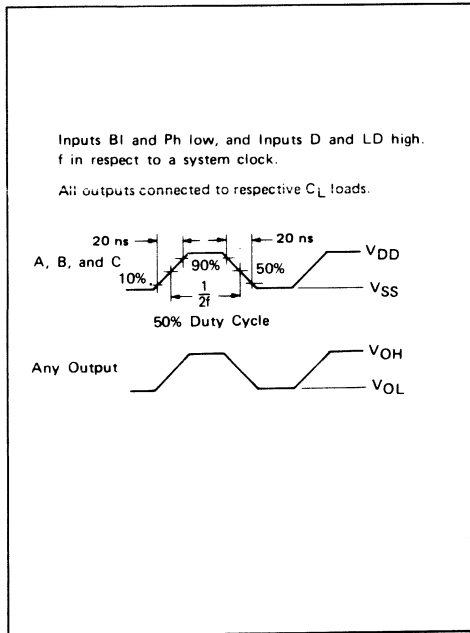 Inputs BI and Ph low, and Inputs D and LD high.
f in respect to a system clock.
All outputs connected to respective CL loads.
20 ns 20 ns
A, B, and C 10% 90% 50% VDD
1/2f VSS
50% Duty Cycle
Any Output VOH
VOL